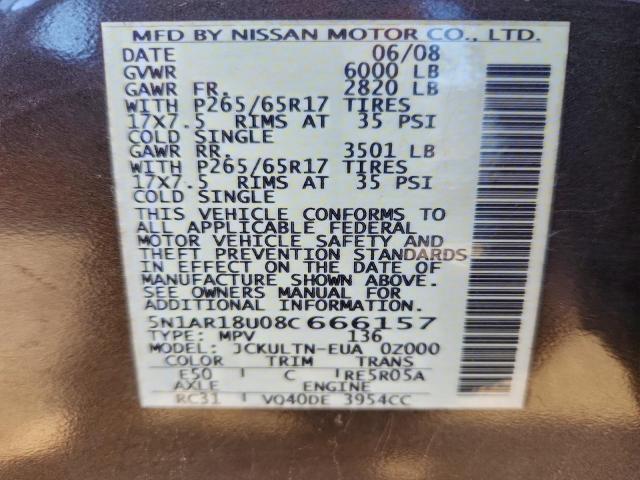 MFD BY NISSAN MOTOR CO., LTD.
DATE 06/08
GVWR 6000 LB
GAWR FR. 2820 LB
WITH P265/65R17 TIRES
17X7.5 RIMS AT 35 PSI
COLD SINGLE
GAWR RR. 3501 LB
WITH P265/65R17 TIRES
17X7.5 RIMS AT 35 PSI
COLD SINGLE
THIS VEHICLE CONFORMS TO
ALL APPLICABLE FEDERAL
MOTOR VEHICLE SAFETY AND
THEFT PREVENTION STANDARDS
IN EFFECT ON THE DATE OF
MANUFACTURE SHOWN ABOVE.
SEE OWNERS MANUAL FOR
ADDITIONAL INFORMATION.
5N1AR18U08C666157
TYPE: MPV 136
MODEL: JCKULTN-EUA 0Z000
COLOR TRIM TRANS
E50 C RE5R05A
AXLE ENGINE
RC31 VQ40DE 3954CC